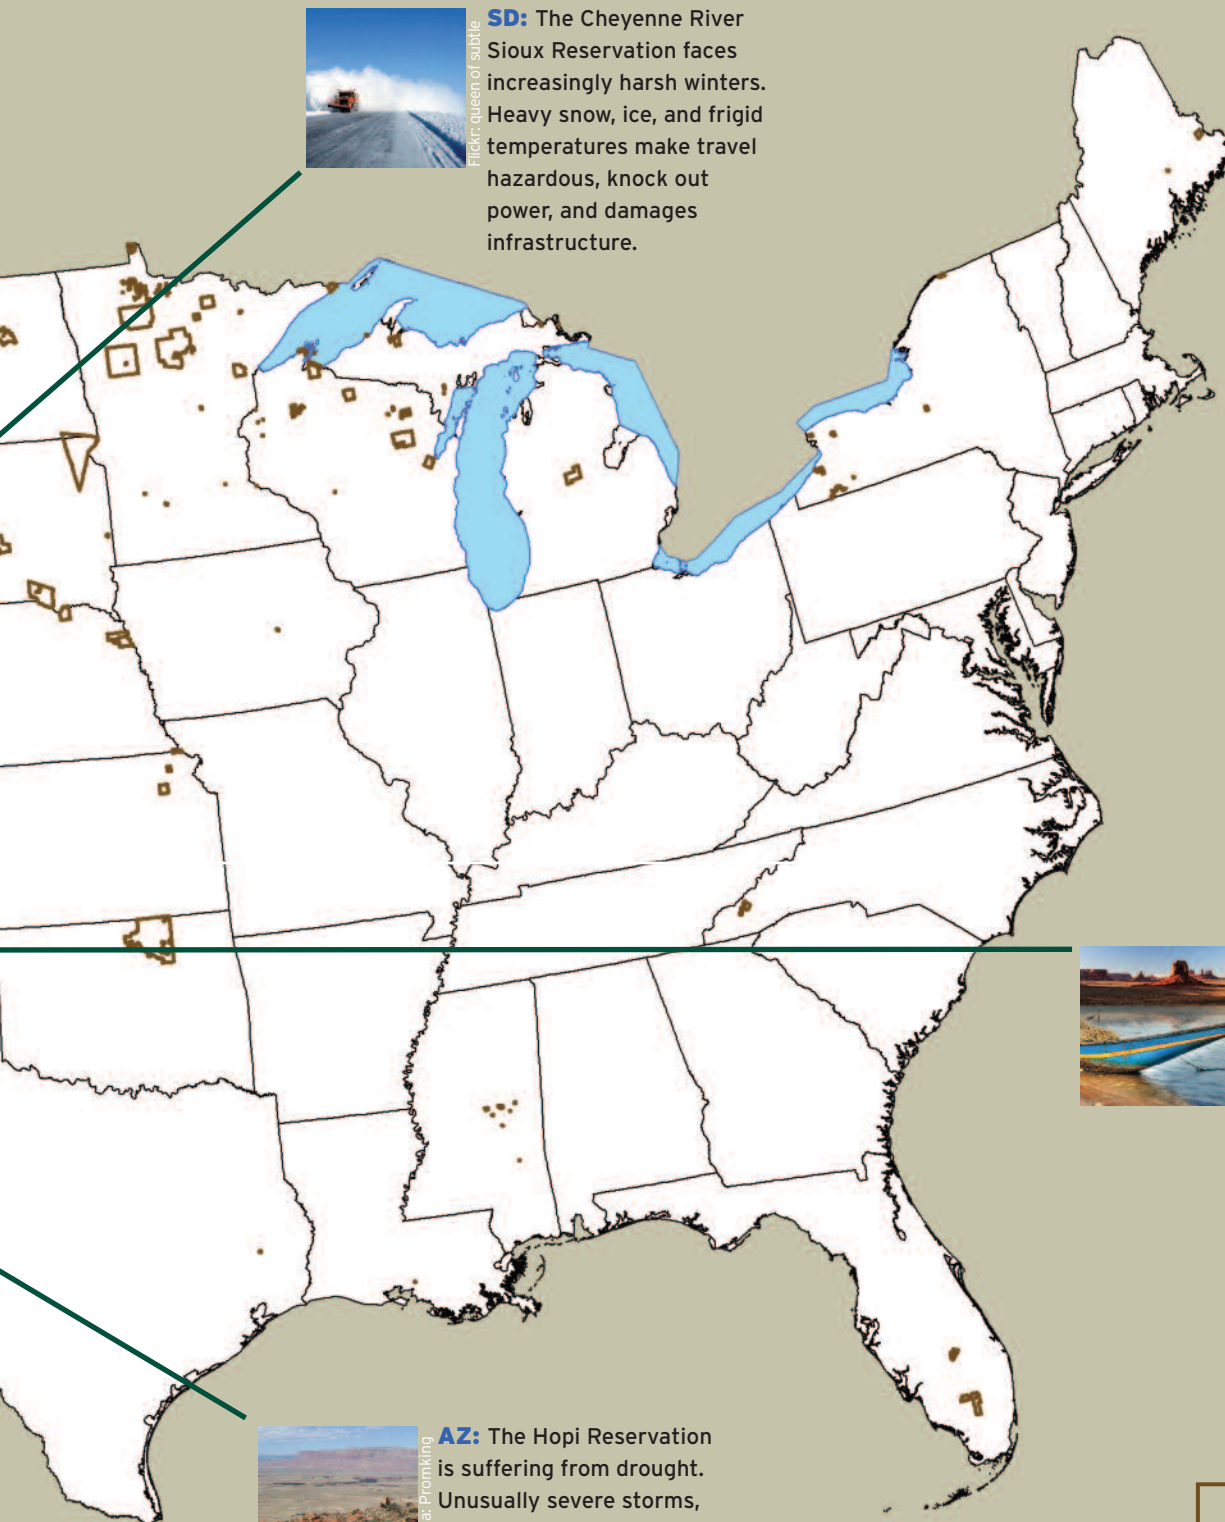 SD: The Cheyenne River
Sioux Reservation faces
increasingly harsh winters.
Heavy snow, ice, and frigid
temperatures make travel
hazardous, knock out
power, and damages
infrastructure.
Flickr: queen of subtle
AZ: The Hopi Reservation
is suffering from drought.
Unusually severe storms,
a: Promking